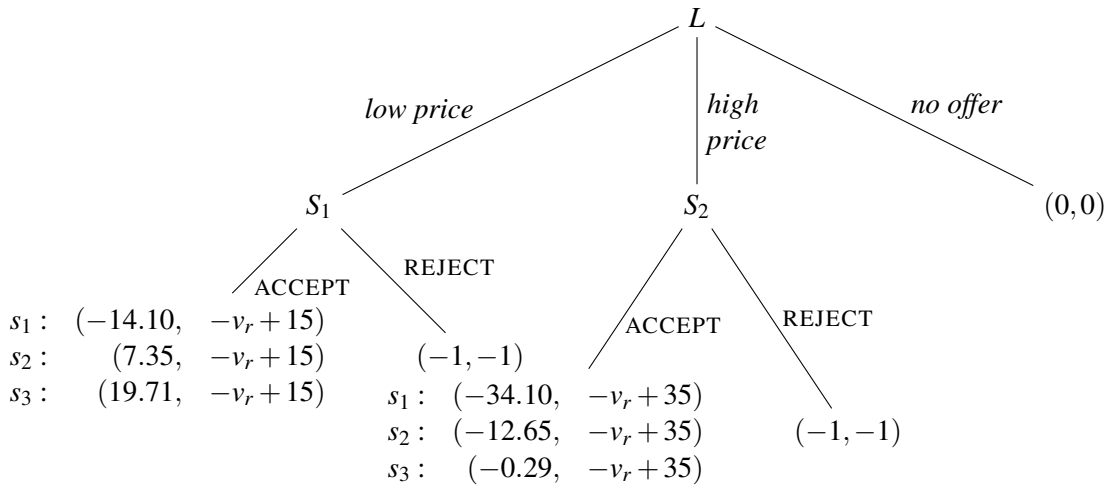 L
low price
high
price
no offer
S₁
S₂
(0,0)
ACCEPT
REJECT
s₁ : (−14.10, −vᵣ + 15)
s₂ : (7.35, −vᵣ + 15)
s₃ : (19.71, −vᵣ + 15)
(−1,−1)
ACCEPT
REJECT
s₁ : (−34.10, −vᵣ + 35)
s₂ : (−12.65, −vᵣ + 35)
s₃ : (−0.29, −vᵣ + 35)
(−1,−1)